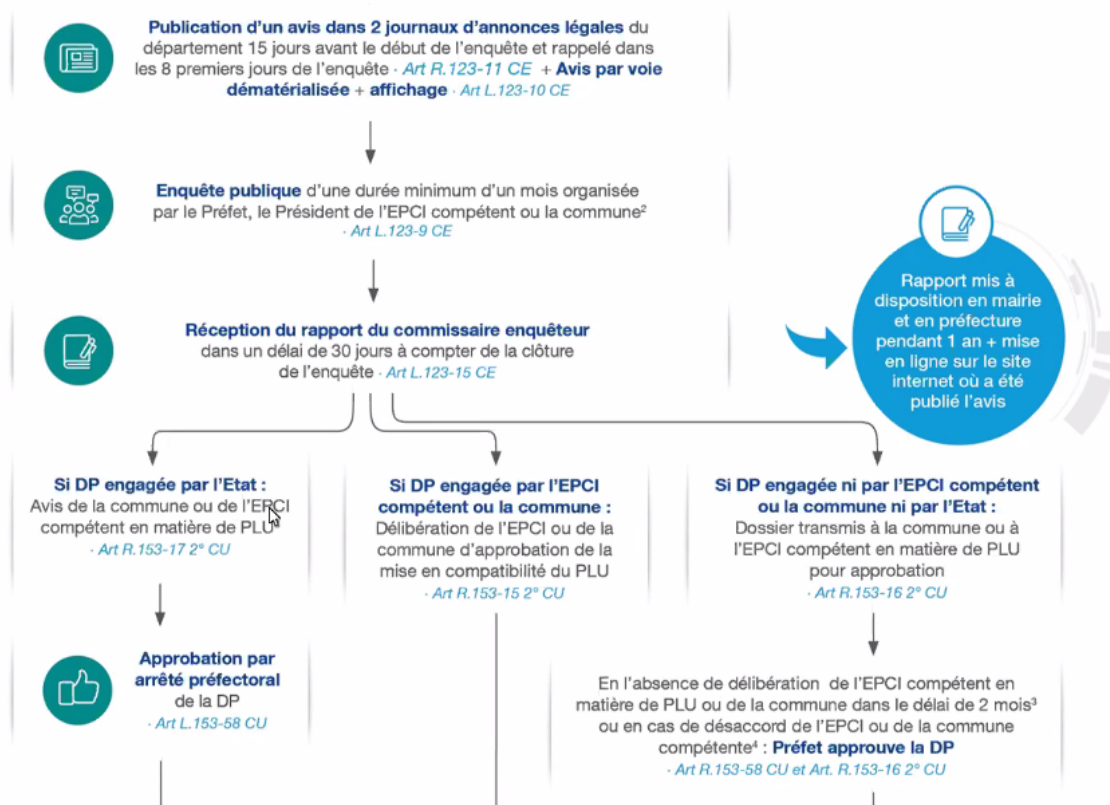 Publication d'un avis dans 2 journaux d'annonces légales du
département 15 jours avant le début de l'enquête et rappelé dans
les 8 premiers jours de l'enquête · Art R.123-11 CE + Avis par voie
dématérialisée + affichage · Art L.123-10 CE
Enquête publique d'une durée minimum d'un mois organisée
par le Préfet, le Président de l'EPCI compétent ou la commune²
· Art L.123-9 CE
Réception du rapport du commissaire enquêteur
dans un délai de 30 jours à compter de la clôture
de l'enquête · Art L.123-15 CE
Rapport mis à
disposition en mairie
et en préfecture
pendant 1 an + mise
en ligne sur le site
internet où a été
publié l'avis
Si DP engagée par l'Etat :
Avis de la commune ou de l'EPCI
compétent en matière de PLU
· Art R.153-17 2° CU
Approbation par
arrêté préfectoral
de la DP
· Art L.153-58 CU
Si DP engagée par l'EPCI
compétent ou la commune :
Délibération de l'EPCI ou de la
commune d'approbation de la
mise en compatibilité du PLU
· Art R.153-15 2° CU
Si DP engagée ni par l'EPCI compétent
ou la commune ni par l'Etat :
Dossier transmis à la commune ou à
l'EPCI compétent en matière de PLU
pour approbation
· Art R.153-16 2° CU
En l'absence de délibération de l'EPCI compétent en
matière de PLU ou de la commune dans le délai de 2 mois³
ou en cas de désaccord de l'EPCI ou de la commune
compétente⁴ : Préfet approuve la DP
· Art R.153-58 CU et Art. R.153-16 2° CU